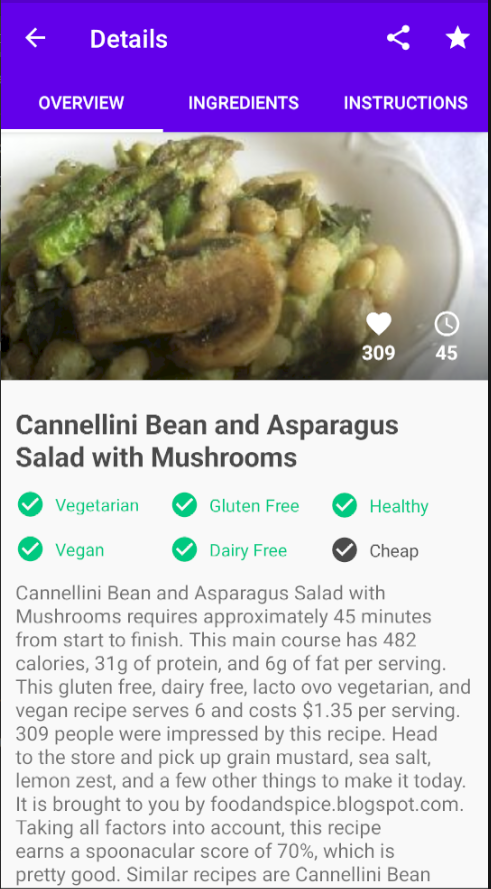 Details
OVERVIEW INGREDIENTS INSTRUCTIONS
309 45
Cannellini Bean and Asparagus
Salad with Mushrooms
Vegetarian Gluten Free Healthy
Vegan Dairy Free Cheap
Cannellini Bean and Asparagus Salad with
Mushrooms requires approximately 45 minutes
from start to finish. This main course has 482
calories, 31g of protein, and 6g of fat per serving.
This gluten free, dairy free, lacto ovo vegetarian, and
vegan recipe serves 6 and costs $1.35 per serving.
309 people were impressed by this recipe. Head
to the store and pick up grain mustard, sea salt,
lemon zest, and a few other things to make it today.
It is brought to you by foodandspice.blogspot.com.
Taking all factors into account, this recipe
earns a spoonacular score of 70%, which is
pretty good. Similar recipes are Cannellini Bean